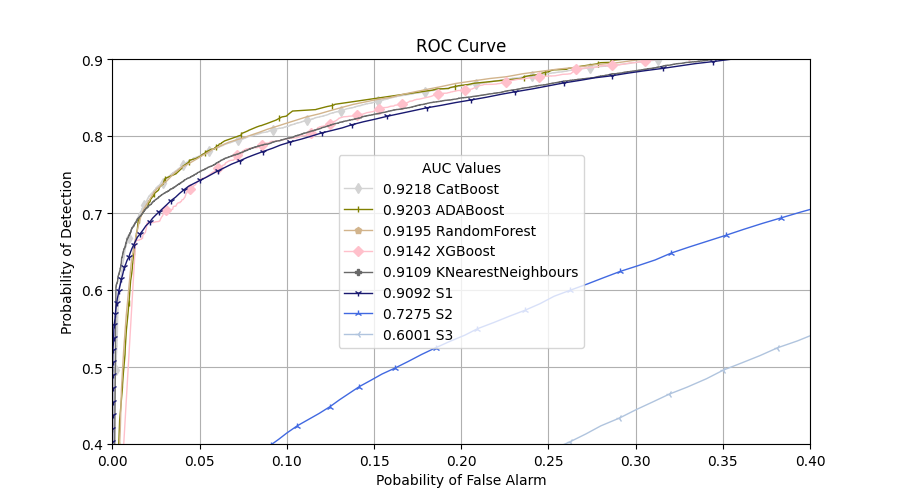 ROC Curve
0.9
0.8
0.7
0.6
0.5
0.4
Probability of Detection
AUC Values
0.9218 CatBoost
0.9203 ADABoost
0.9195 RandomForest
0.9142 XGBoost
0.9109 KNearestNeighbours
0.9092 S1
0.7275 S2
0.6001 S3
0.00 0.05 0.10 0.15 0.20 0.25 0.30 0.35 0.40
Pobability of False Alarm